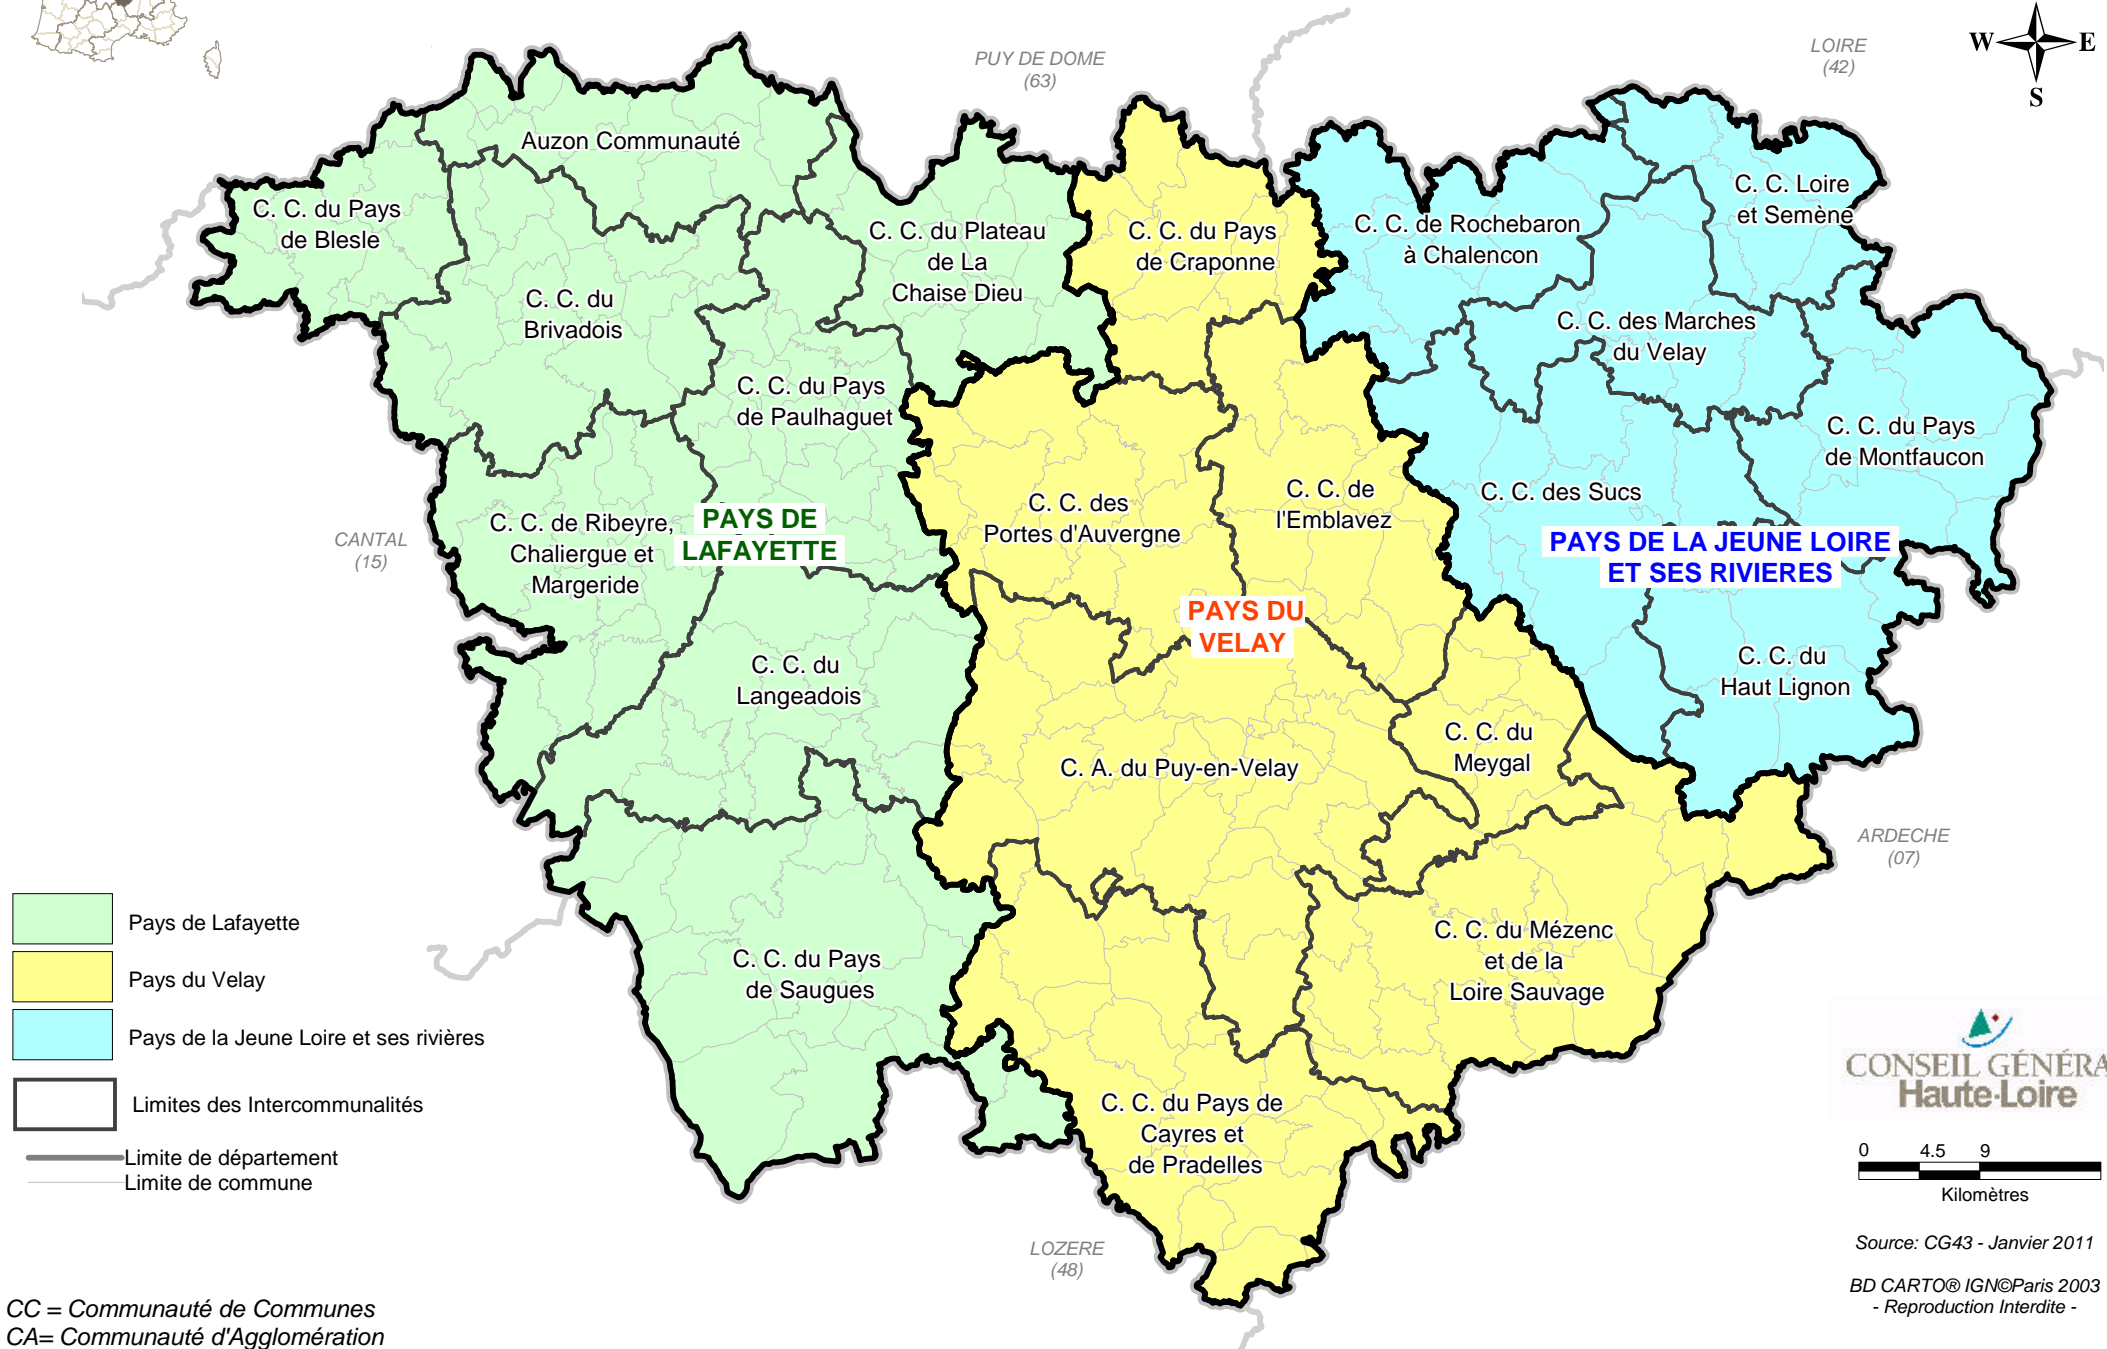 PUY DE DOME
(63)
LOIRE
(42)
W
E
S
Auzon Communauté
C. C. du Pays
de Blesle
C. C. du Plateau
de La
Chaise Dieu
C. C. du Pays
de Craponne
C. C. de Rochebaron
à Chalencon
C. C. Loire
et Semène
C. C. du
Brivadois
C. C. des Marches
du Velay
C. C. du Pays
de Paulhaguet
C. C. du Pays
de Montfaucon
C. C. des
Portes d'Auvergne
C. C. de
l'Emblavez
C. C. des Sucs
CANTAL
(15)
C. C. de Ribeyre,
Chaliergue et
Margeride
PAYS DE
LAFAYETTE
PAYS DE LA JEUNE LOIRE
ET SES RIVIERES
PAYS DU
VELAY
C. C. du
Langeadois
C. C. du
Haut Lignon
C. A. du Puy-en-Velay
C. C. du
Meygal
ARDECHE
(07)
C. C. du Pays
de Saugues
C. C. du Mézenc
et de la
Loire Sauvage
C. C. du Pays de
Cayres et
de Pradelles
LOZERE
(48)
Pays de Lafayette
Pays du Velay
Pays de la Jeune Loire et ses rivières
Limites des Intercommunalités
Limite de département
Limite de commune
CC = Communauté de Communes
CA= Communauté d'Agglomération
CONSEIL GÉNÉRA
Haute-Loire
0 4.5 9
Kilomètres
Source: CG43 - Janvier 2011
BD CARTO® IGN©Paris 2003
- Reproduction Interdite -